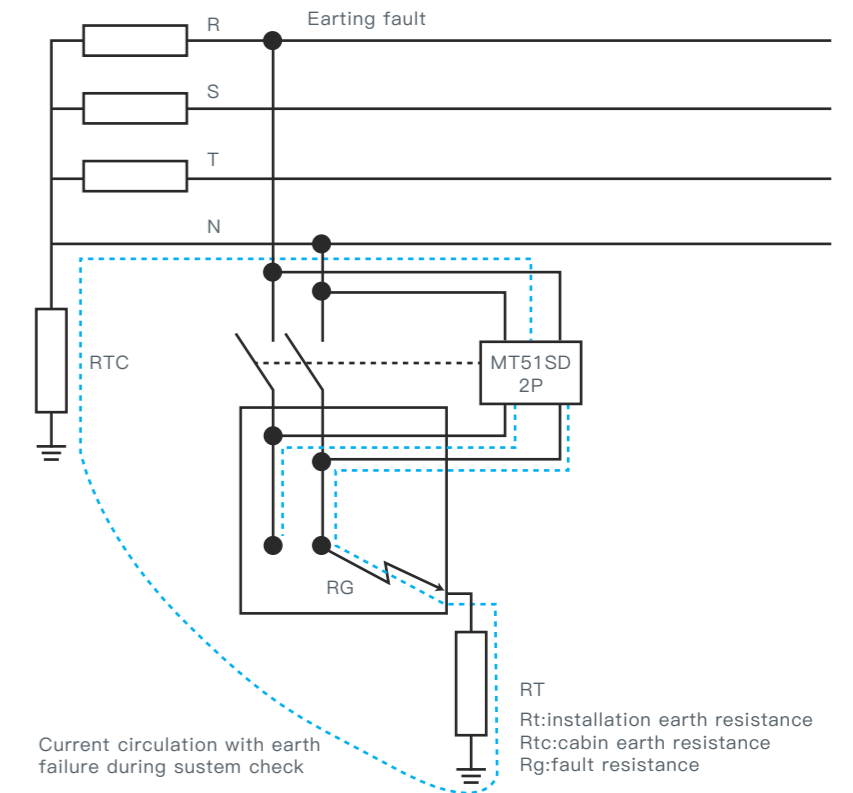 R
Earting fault
S
T
N
RTC
MT51SD
2P
RG
RT
Rt:installation earth resistance
Rtc:cabin earth resistance
Rg:fault resistance
Current circulation with earth
failure during sustem check